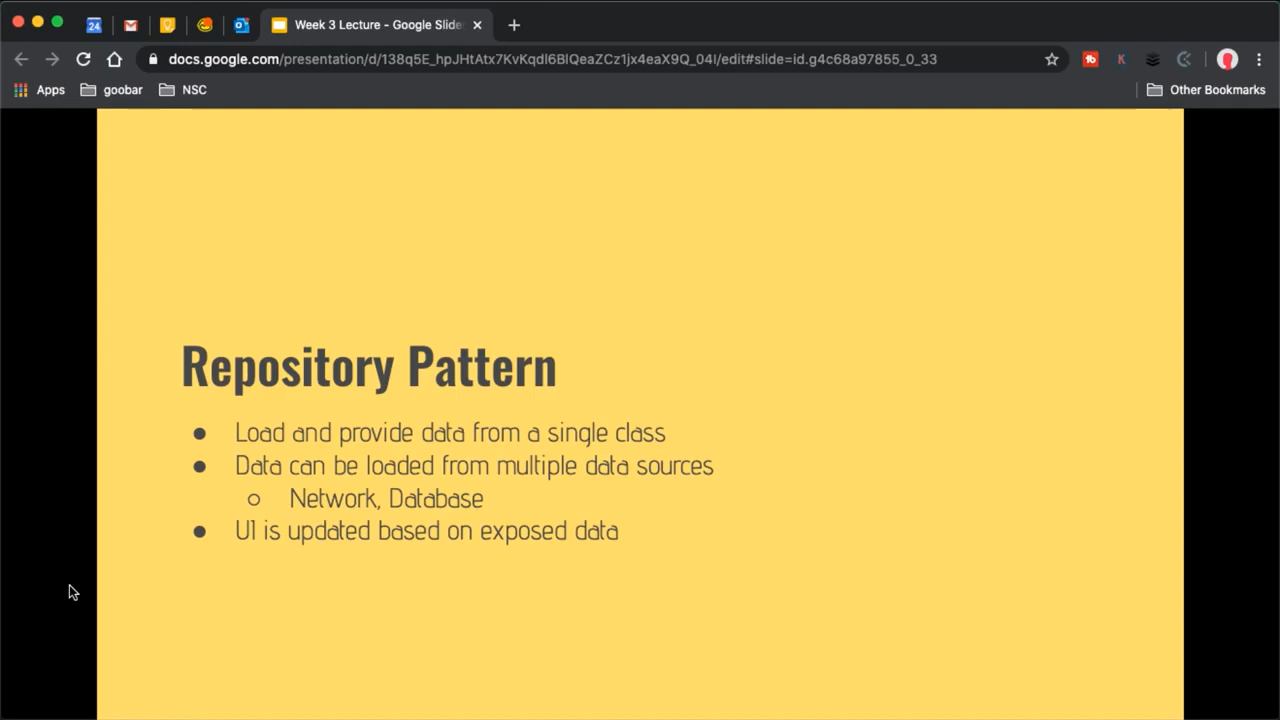 24
Week 3 Lecture - Google Slide
docs.google.com/presentation/d/138q5E_hpJHtAtx7KvKqdl6BlQeaZCz1jx4eaX9Q_04I/edit#slide=id.g4c68a97855_0_33
K
Apps
goobar
NSC
Other Bookmarks
Repository Pattern
● Load and provide data from a single class
● Data can be loaded from multiple data sources
○ Network, Database
● UI is updated based on exposed data